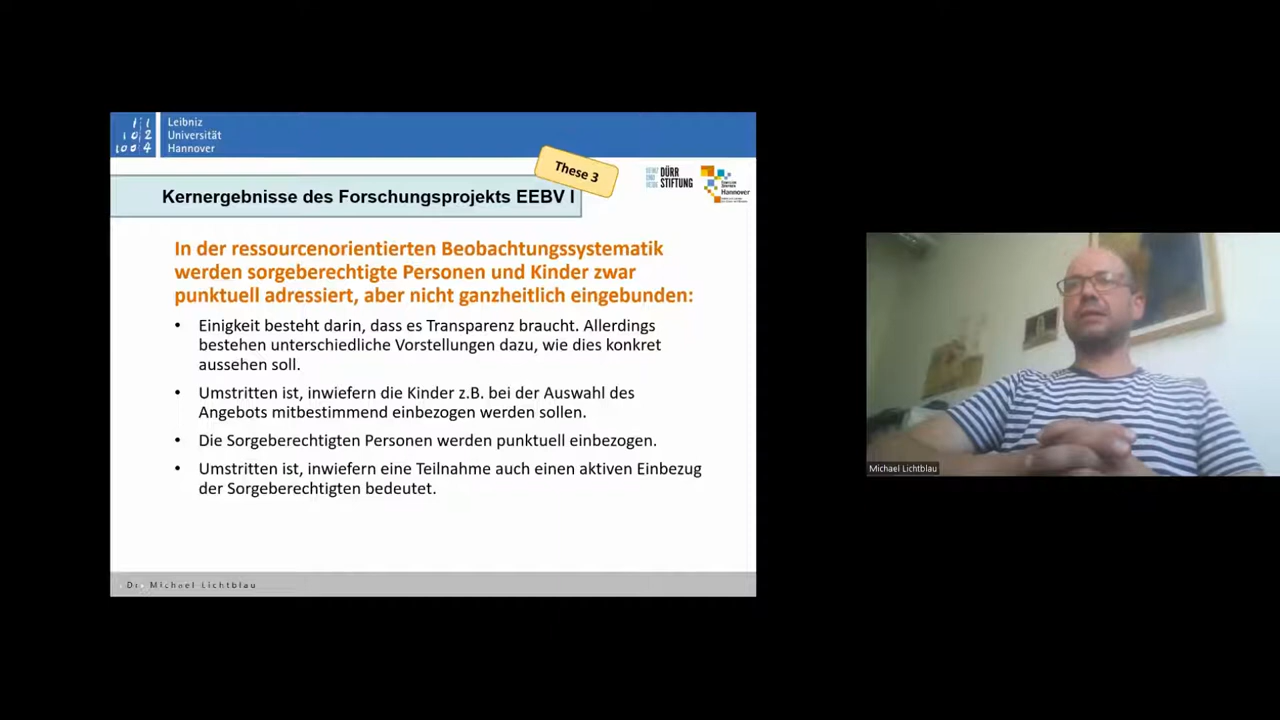 Leibniz
Universität
Hannover
These 3
DÜRR
STIFTUNG
Hannover
Kernergebnisse des Forschungsprojekts EEBV I
In der ressourcenorientierten Beobachtungssystematik
werden sorgeberechtigte Personen und Kinder zwar
punktuell adressiert, aber nicht ganzheitlich eingebunden:
• Einigkeit besteht darin, dass es Transparenz braucht. Allerdings
bestehen unterschiedliche Vorstellungen dazu, wie dies konkret
aussehen soll.
• Umstritten ist, inwiefern die Kinder z.B. bei der Auswahl des
Angebots mitbestimmend einbezogen werden sollen.
• Die Sorgeberechtigten Personen werden punktuell einbezogen.
• Umstritten ist, inwiefern eine Teilnahme auch einen aktiven Einbezug
der Sorgeberechtigten bedeutet.
Dr. Michael Lichtblau
Michael Lichtblau